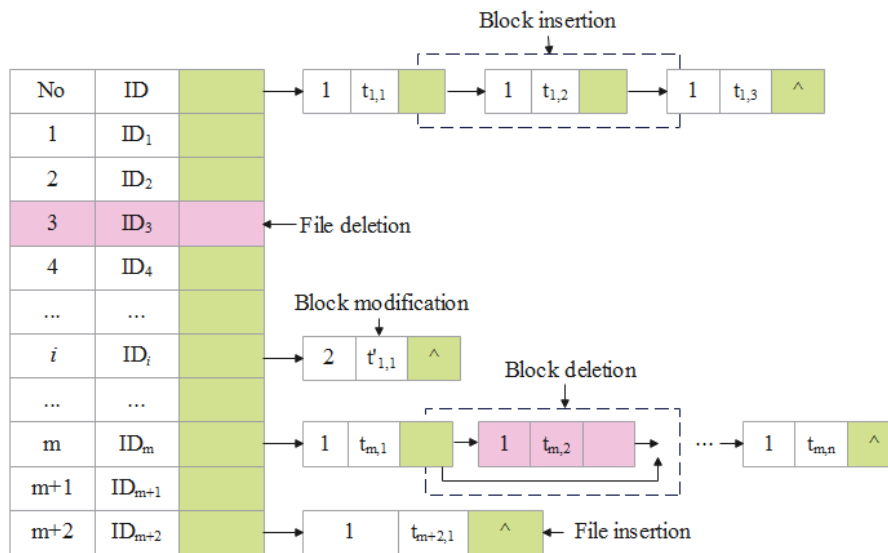 Block insertion
No ID 1 t1,1 1 t1,2 1 t1,3 ^
1 ID1
2 ID2
3 ID3 File deletion
4 ID4
... ...
Block modification
i IDi 2 t'1,1 ^
Block deletion
... ...
m IDm 1 tm,1 1 tm,2 ... 1 tm,n ^
m+1 IDm+1
m+2 IDm+2 1 tm+2,1 ^ File insertion